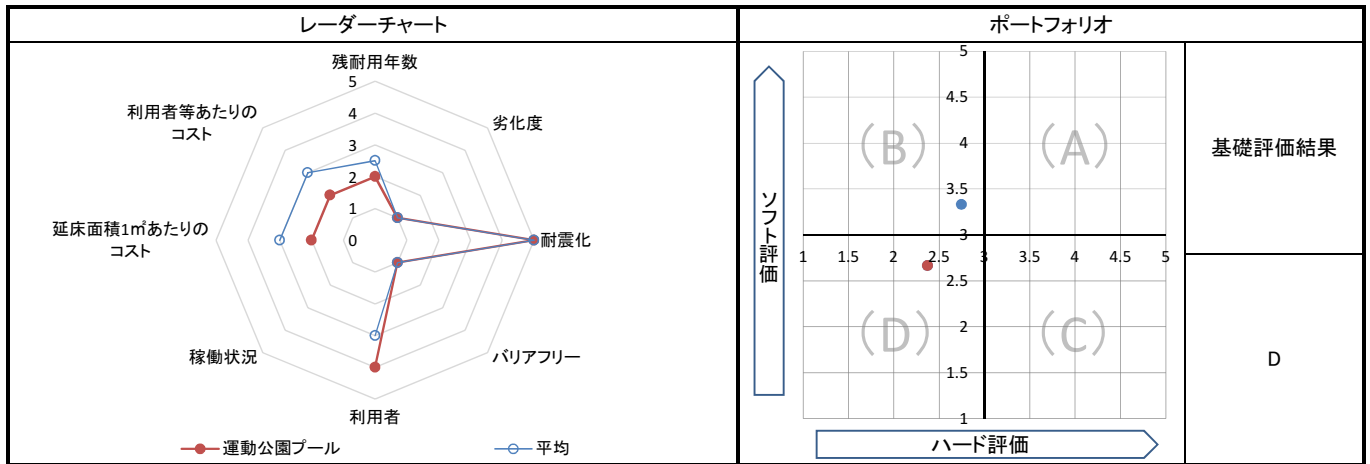 レーダーチャート
残耐用年数
5
4
3
2
1
0
劣化度
耐震化
バリアフリー
利用者
稼働状況
延床面積1㎡あたりの
コスト
利用者等あたりの
コスト
運動公園プール
平均
ポートフォリオ
ソフト評価
5
4.5
4
3.5
3
2.5
2
1.5
1
1 1.5 2 2.5 3 3.5 4 4.5 5
(B)
(A)
(D)
(C)
ハード評価
基礎評価結果
D